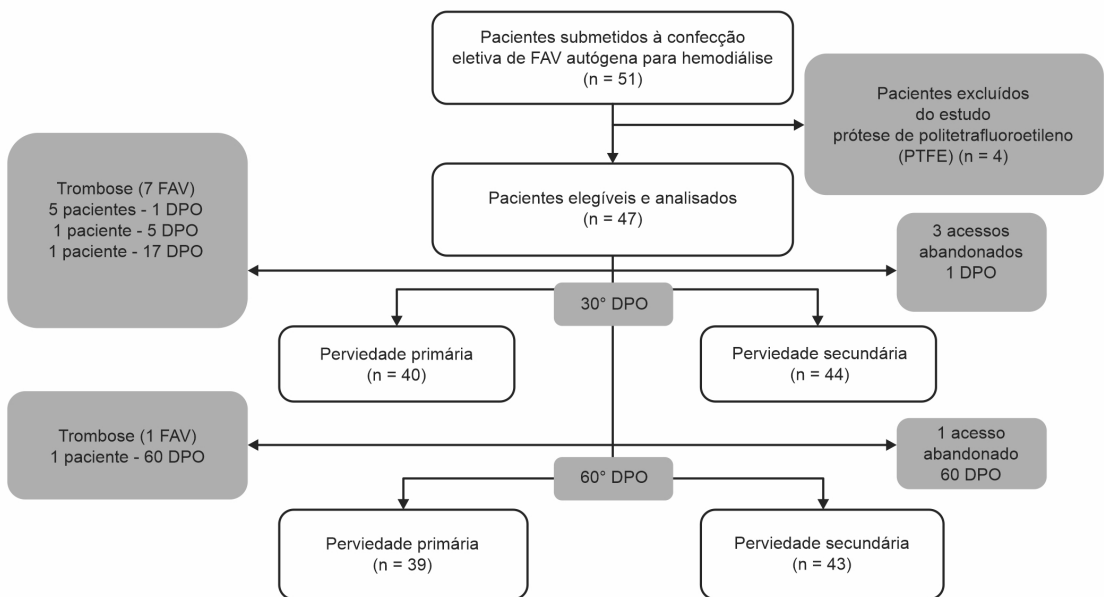 Pacientes submetidos à confecção
eletiva de FAV autógena para hemodiálise
(n = 51)
Pacientes excluídos
do estudo
prótese de politetrafluoroetileno
(PTFE) (n = 4)
Pacientes elegíveis e analisados
(n = 47)
Trombose (7 FAV)
5 pacientes - 1 DPO
1 paciente - 5 DPO
1 paciente - 17 DPO
3 acessos
abandonados
1 DPO
30° DPO
Perviedade primária
(n = 40)
Perviedade secundária
(n = 44)
Trombose (1 FAV)
1 paciente - 60 DPO
1 acesso
abandonado
60 DPO
60° DPO
Perviedade primária
(n = 39)
Perviedade secundária
(n = 43)